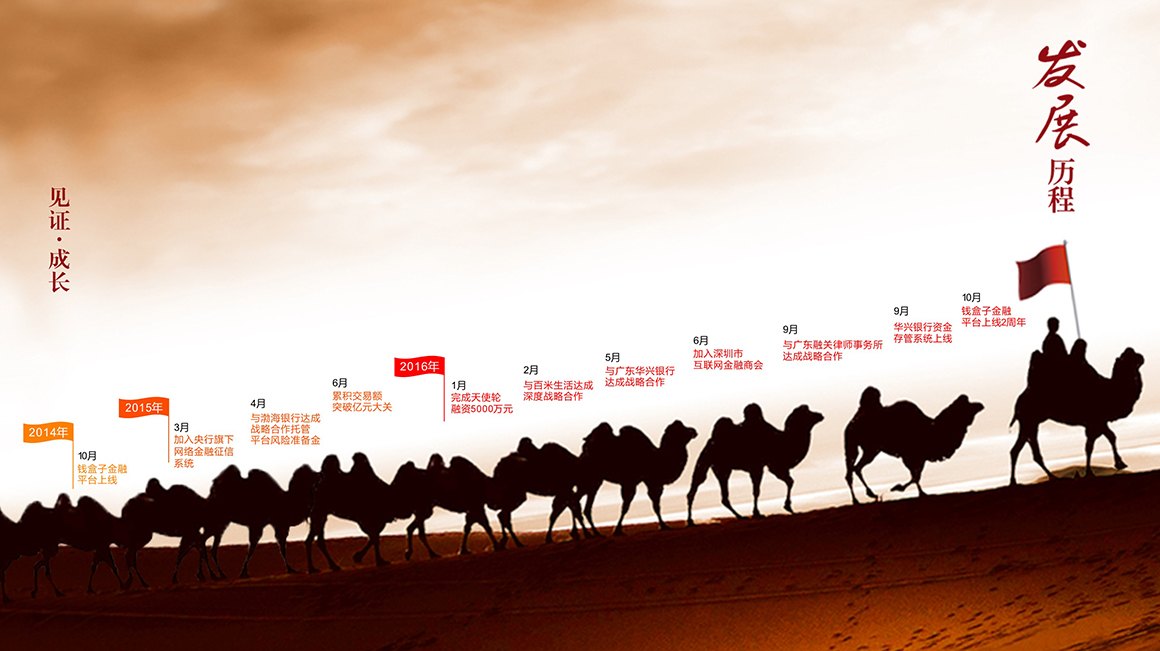 发展
历程
见证·成长
2014年
10月
钱盒子金融
平台上线
2015年
3月
加入央行旗下
网络金融征信
系统
4月
与渤海银行达成
战略合作托管
平台风险准备金
6月
累积交易额
突破亿元大关
2016年
1月
完成天使轮
融资5000万元
2月
与百米生活达成
深度战略合作
5月
与广东华兴银行
达成战略合作
6月
加入深圳市
互联网金融商会
9月
与广东融关律师事务所
达成战略合作
9月
华兴银行资金
存管系统上线
10月
钱盒子金融
平台上线2周年